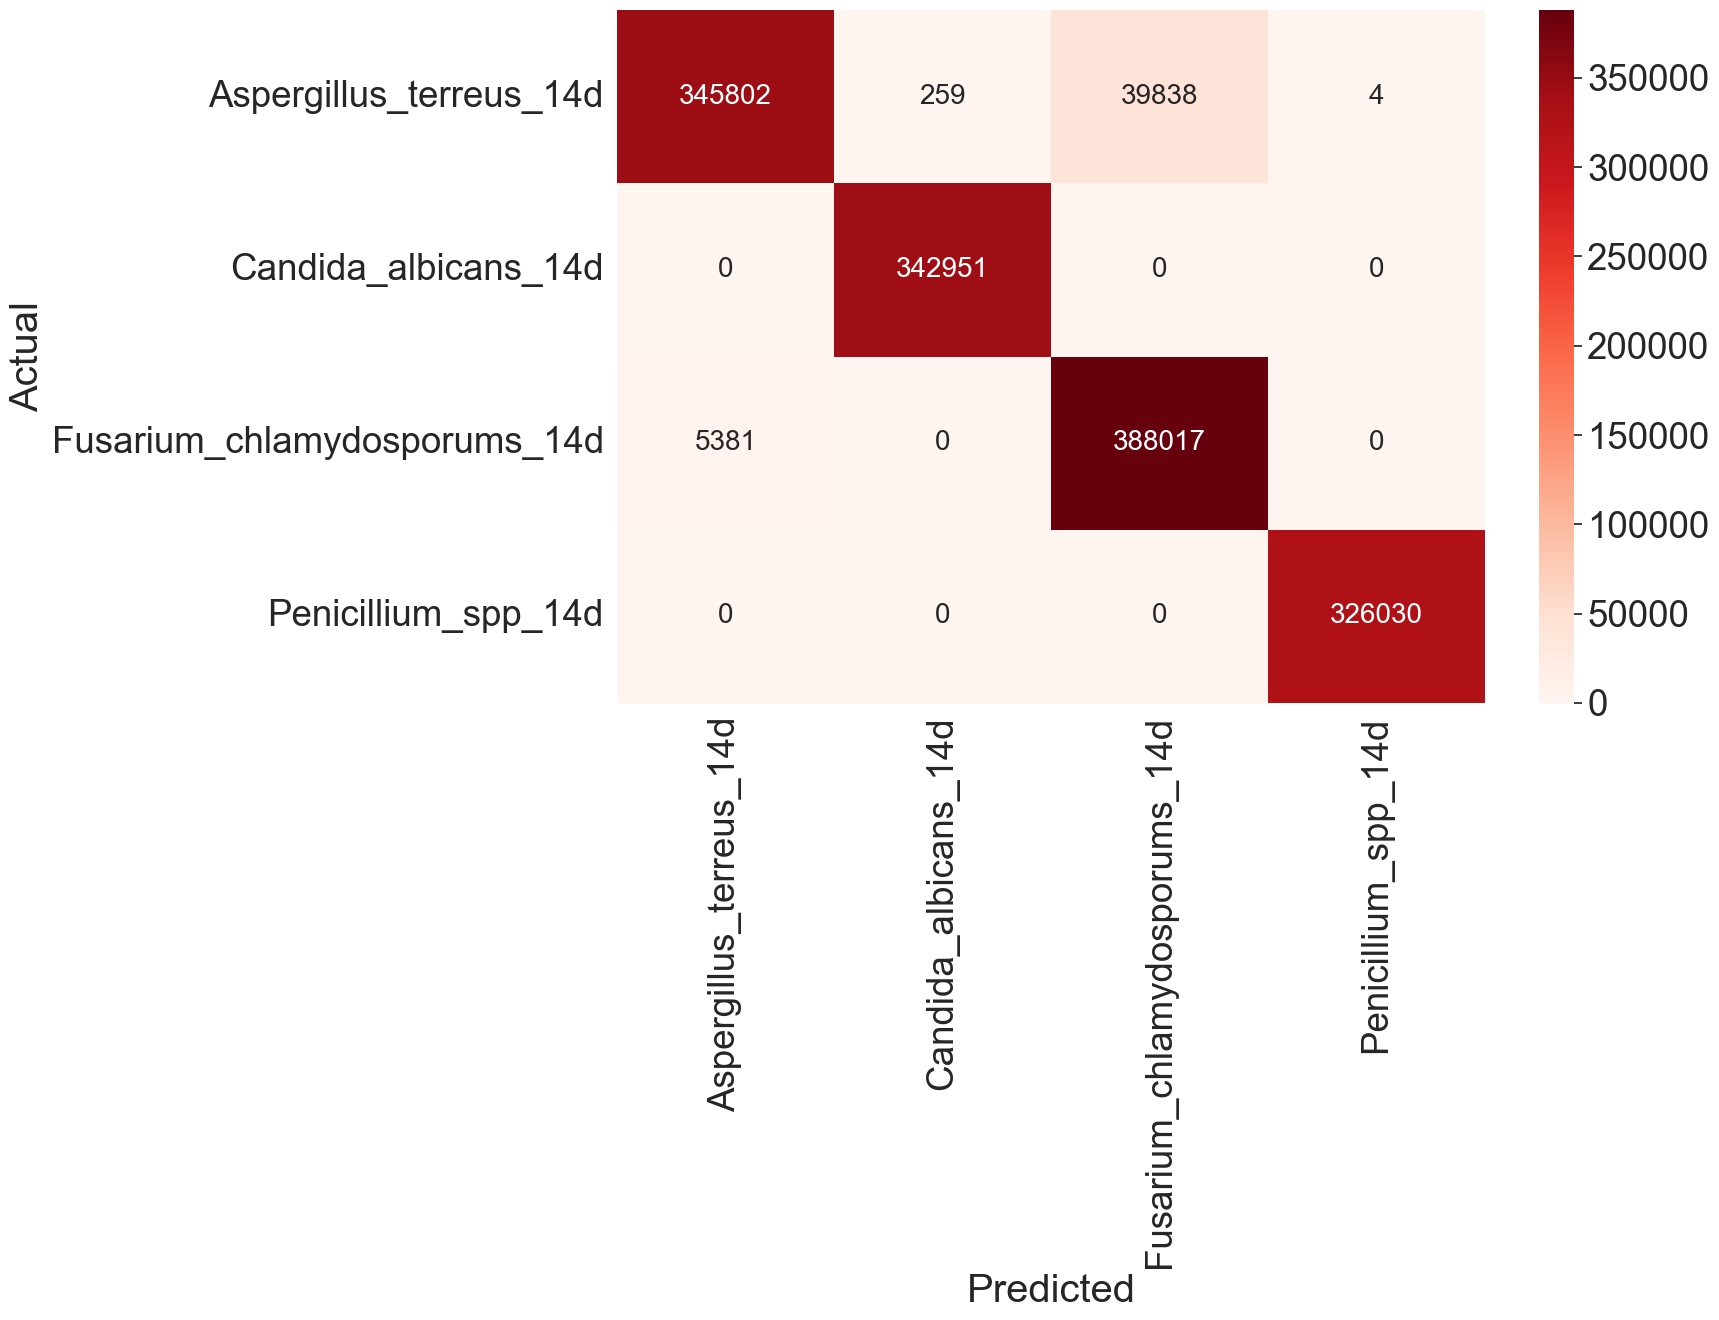 Actual
Aspergillus_terreus_14d 345802 259 39838 4
Candida_albicans_14d 0 342951 0 0
Fusarium_chlamydosporums_14d 5381 0 388017 0
Penicillium_spp_14d 0 0 0 326030
Aspergillus_terreus_14d
Candida_albicans_14d
Fusarium_chlamydosporums_14d
Penicillium_spp_14d
Predicted
350000
300000
250000
200000
150000
100000
50000
0